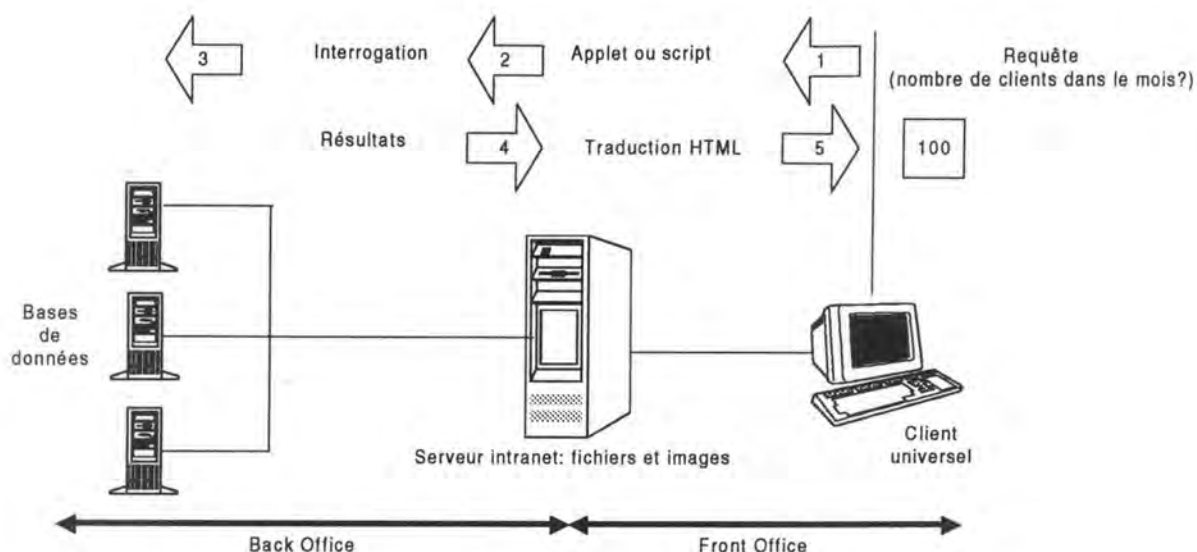 3
Interrogation
2
Applet ou script
1
Requête
(nombre de clients dans le mois?)
Résultats
4
Traduction HTML
5
100
Bases
de
données
Serveur intranet: fichiers et images
Client
universel
Back Office
Front Office